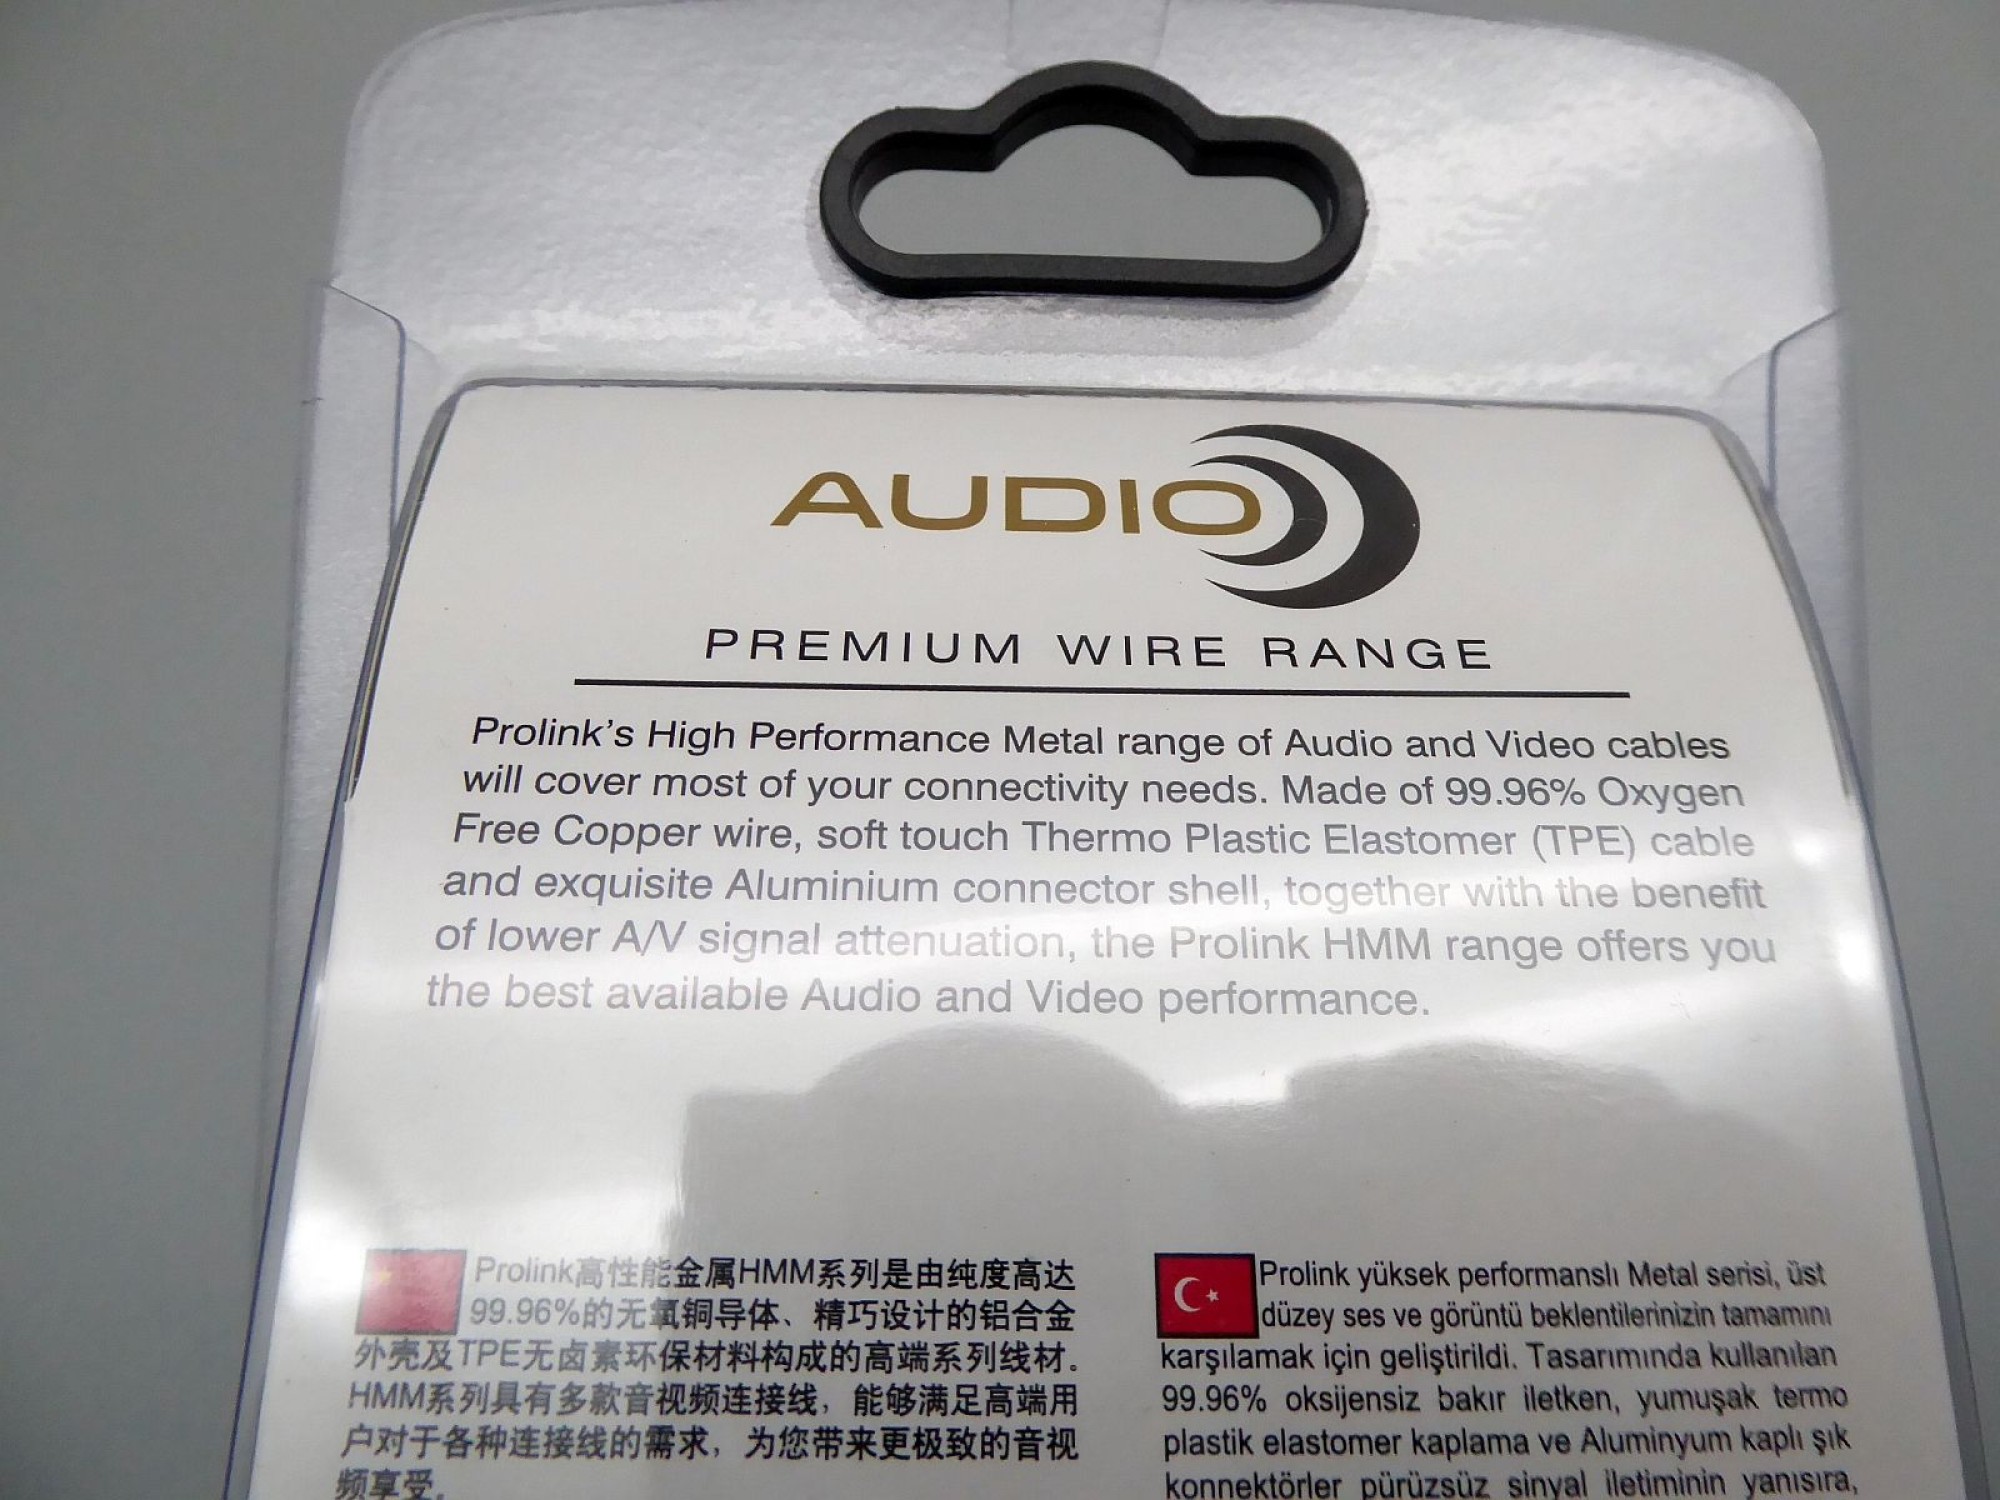 AUDIO
PREMIUM WIRE RANGE
Prolink's High Performance Metal range of Audio and Video cables
will cover most of your connectivity needs. Made of 99.96% Oxygen
Free Copper wire, soft touch Thermo Plastic Elastomer (TPE) cable
and exquisite Aluminium connector shell, together with the benefit
of lower A/V signal attenuation, the Prolink HMM range offers you
the best available Audio and Video performance.
Prolink高性能金属HMM系列是由纯度高达
99.96%的无氧铜导体、精巧设计的铝合金
外壳及TPE无卤素环保材料构成的高端系列线材.
HMM系列具有多款音视频连接线, 能够满足高端用
户对于各种连接线的需求, 为您带来更极致的音视
频享受.
Prolink yüksek performanslı Metal serisi, üst
düzey ses ve görüntü beklentilerinizin tamamını
karşılamak için geliştirildi. Tasarımında kullanılan
99.96% oksijensiz bakır iletken, yumuşak termo
plastik elastomer kaplama ve Aluminyum kaplı şık
konnektörler pürüzsüz sinyal iletiminin yanısıra,